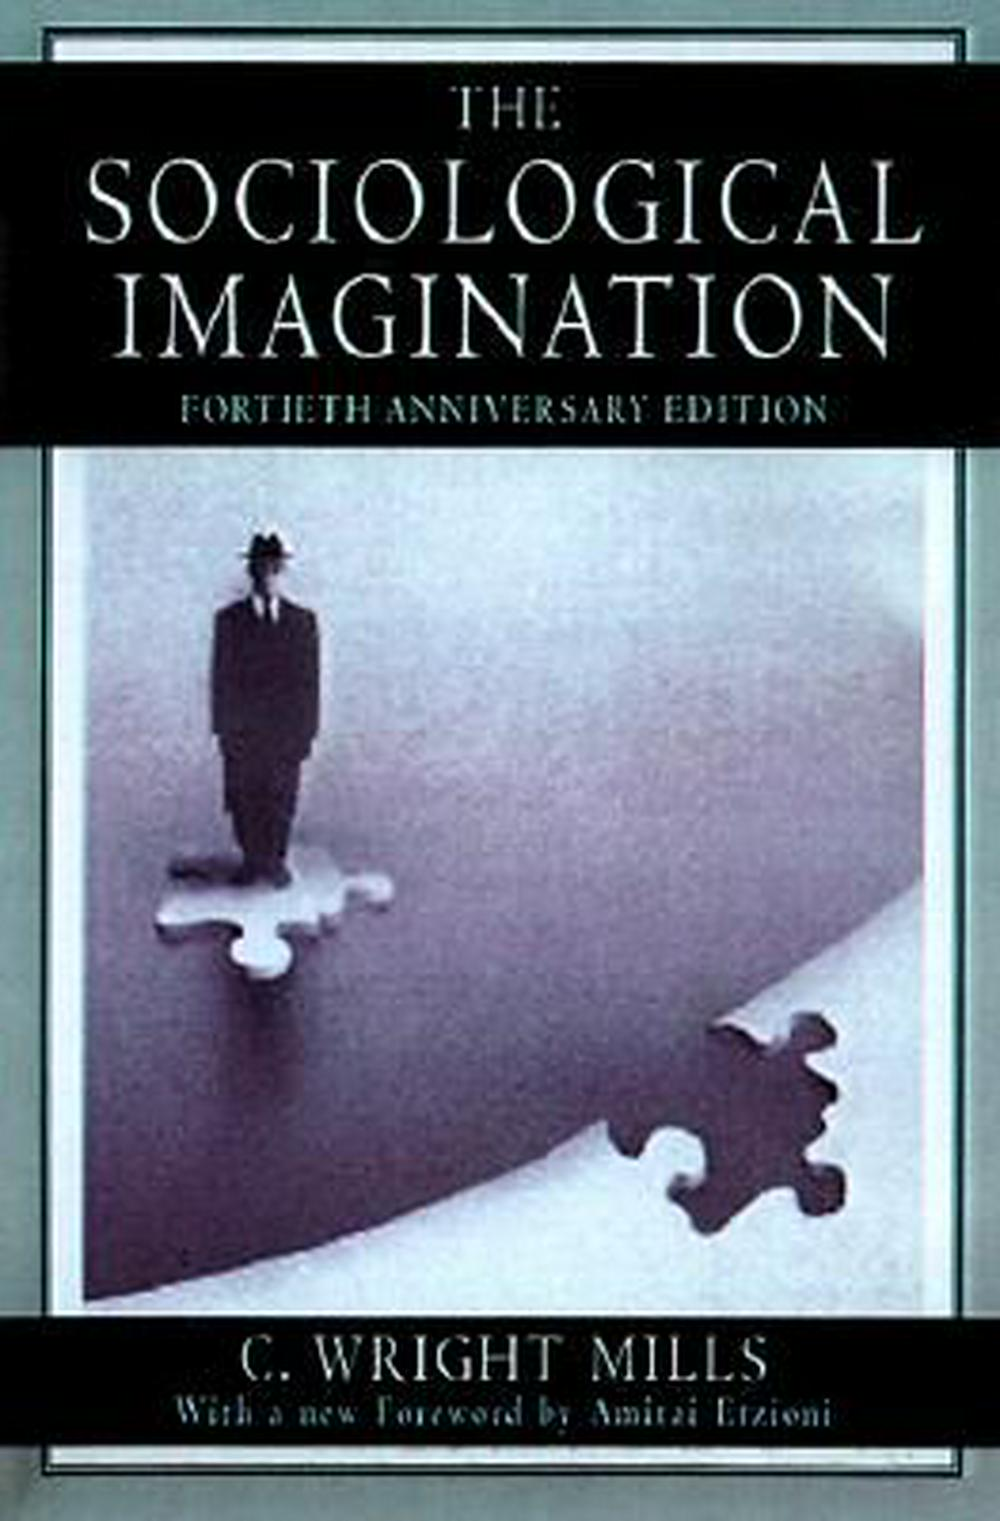 THE
SOCIOLOGICAL
IMAGINATION
FORTIETH ANNIVERSARY EDITION
C. WRIGHT MILLS
With a new Foreword by Amitai Etzioni